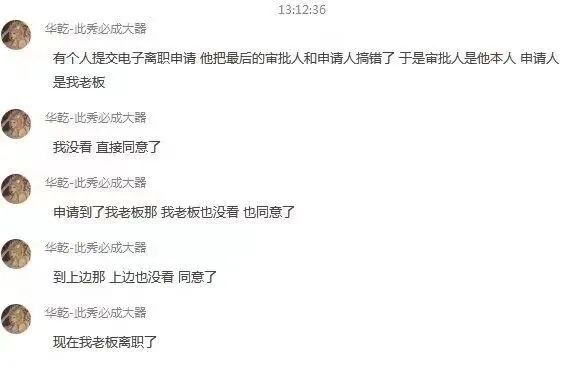 13:12:36
华乾-此秀必成大器
有个人提交电子离职申请 他把最后的审批人和申请人搞错了 于是审批人是他本人 申请人
是我老板
华乾-此秀必成大器
我没看 直接同意了
华乾-此秀必成大器
申请到了我老板那 我老板也没看 也同意了
华乾-此秀必成大器
到上边那 上边也没看 同意了
华乾-此秀必成大器
现在我老板离职了